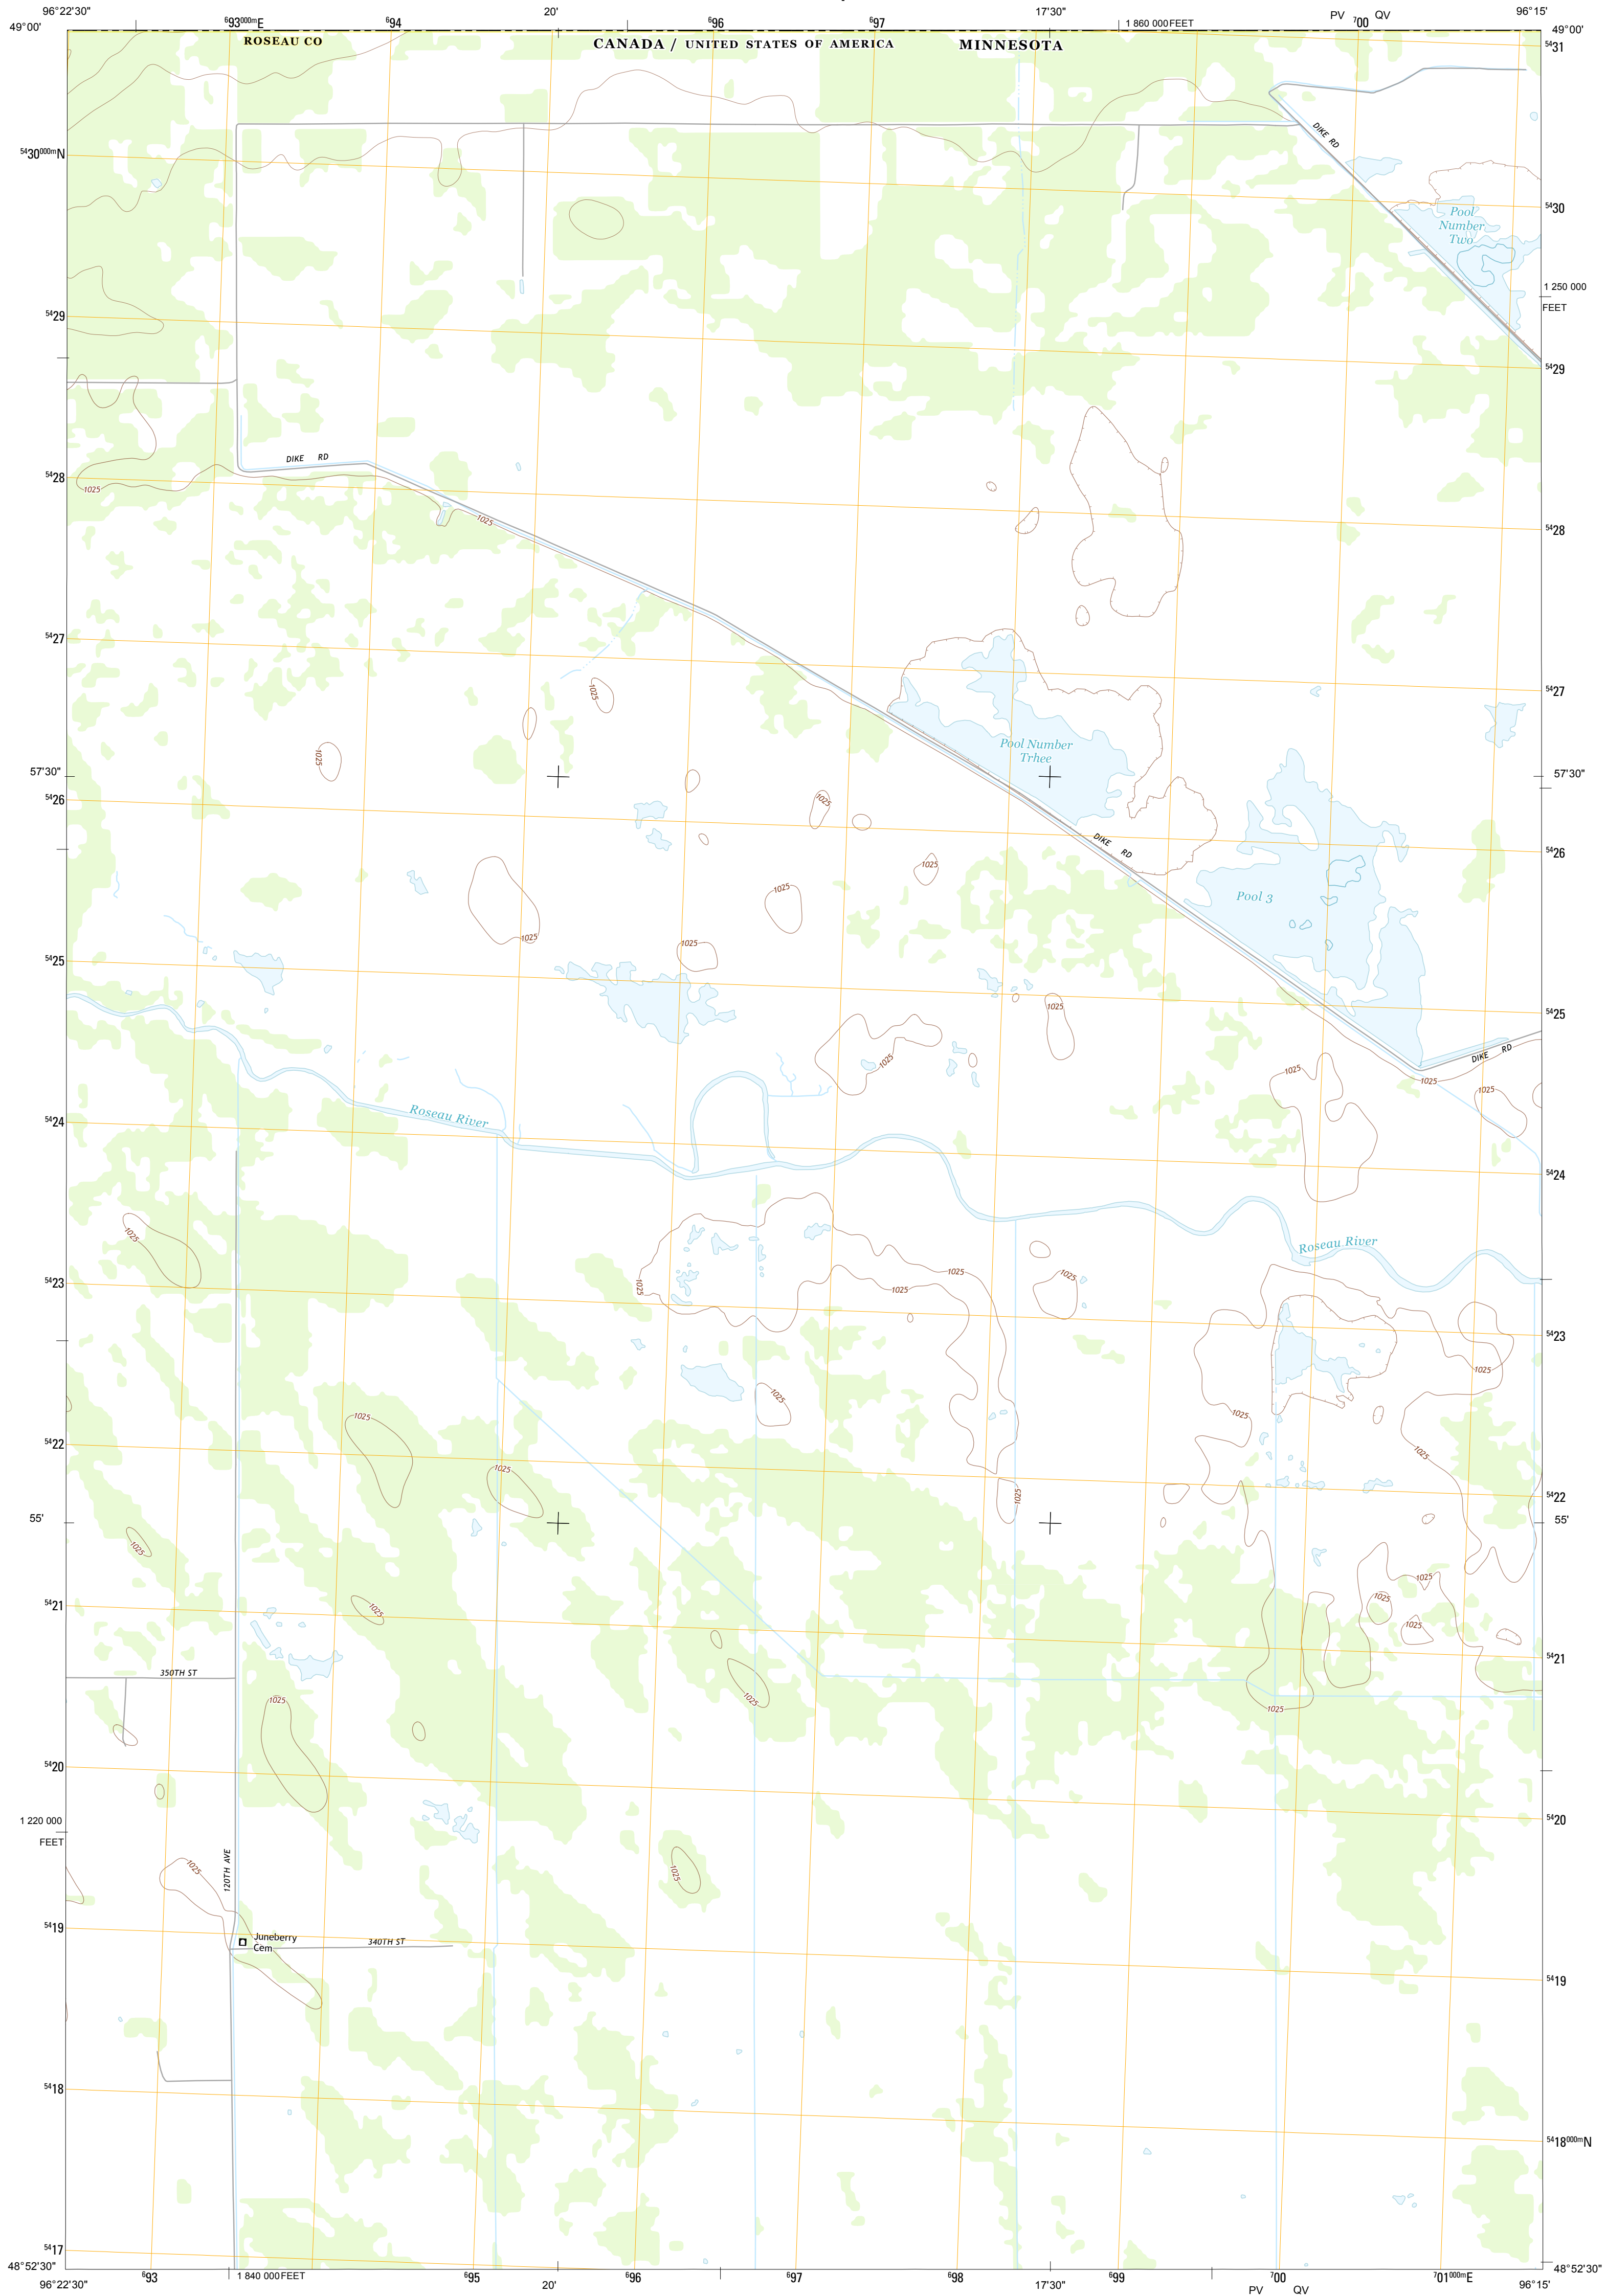 96°22'30"
⁶93⁰⁰⁰ᵐE
⁶94
20'
⁶96
⁶97
17'30"
1 860 000 FEET
PV
⁷00
QV
96°15'
49°00'
49°00'
ROSEAU CO
CANADA / UNITED STATES OF AMERICA
MINNESOTA
⁵⁴31
DIKE RD
⁵⁴30⁰⁰⁰ᵐN
⁵⁴30
Pool
Number
Two
1 250 000
FEET
⁵⁴29
⁵⁴29
DIKE RD
⁵⁴28
1025
1025
⁵⁴28
⁵⁴27
⁵⁴27
1025
1025
Pool Number
Trhee
57'30"
57'30"
⁵⁴26
1025
DIKE RD
⁵⁴26
1025
1025
Pool 3
1025
1025
⁵⁴25
1025
⁵⁴25
1025
DIKE RD
1025
1025
1025
Roseau River
⁵⁴24
⁵⁴24
1025
Roseau River
1025
1025
1025
1025
⁵⁴23
⁵⁴23
1025
1025
1025
1025
1025
⁵⁴22
1025
1025
⁵⁴22
55'
55'
1025
1025
1025
1025
1025
⁵⁴21
⁵⁴21
350TH ST
1025
1025
1025
⁵⁴20
⁵⁴20
1 220 000
FEET
120TH AVE
1025
1025
⁵⁴19
Juneberry
Cem
340TH ST
⁵⁴19
⁵⁴18
⁵⁴18⁰⁰⁰ᵐN
⁵⁴17
48°52'30"
48°52'30"
96°22'30"
⁶93
1 840 000 FEET
⁶95
20'
⁶96
⁶97
⁶98
17'30"
⁶99
PV
⁷00
QV
⁷01⁰⁰⁰ᵐE
96°15'